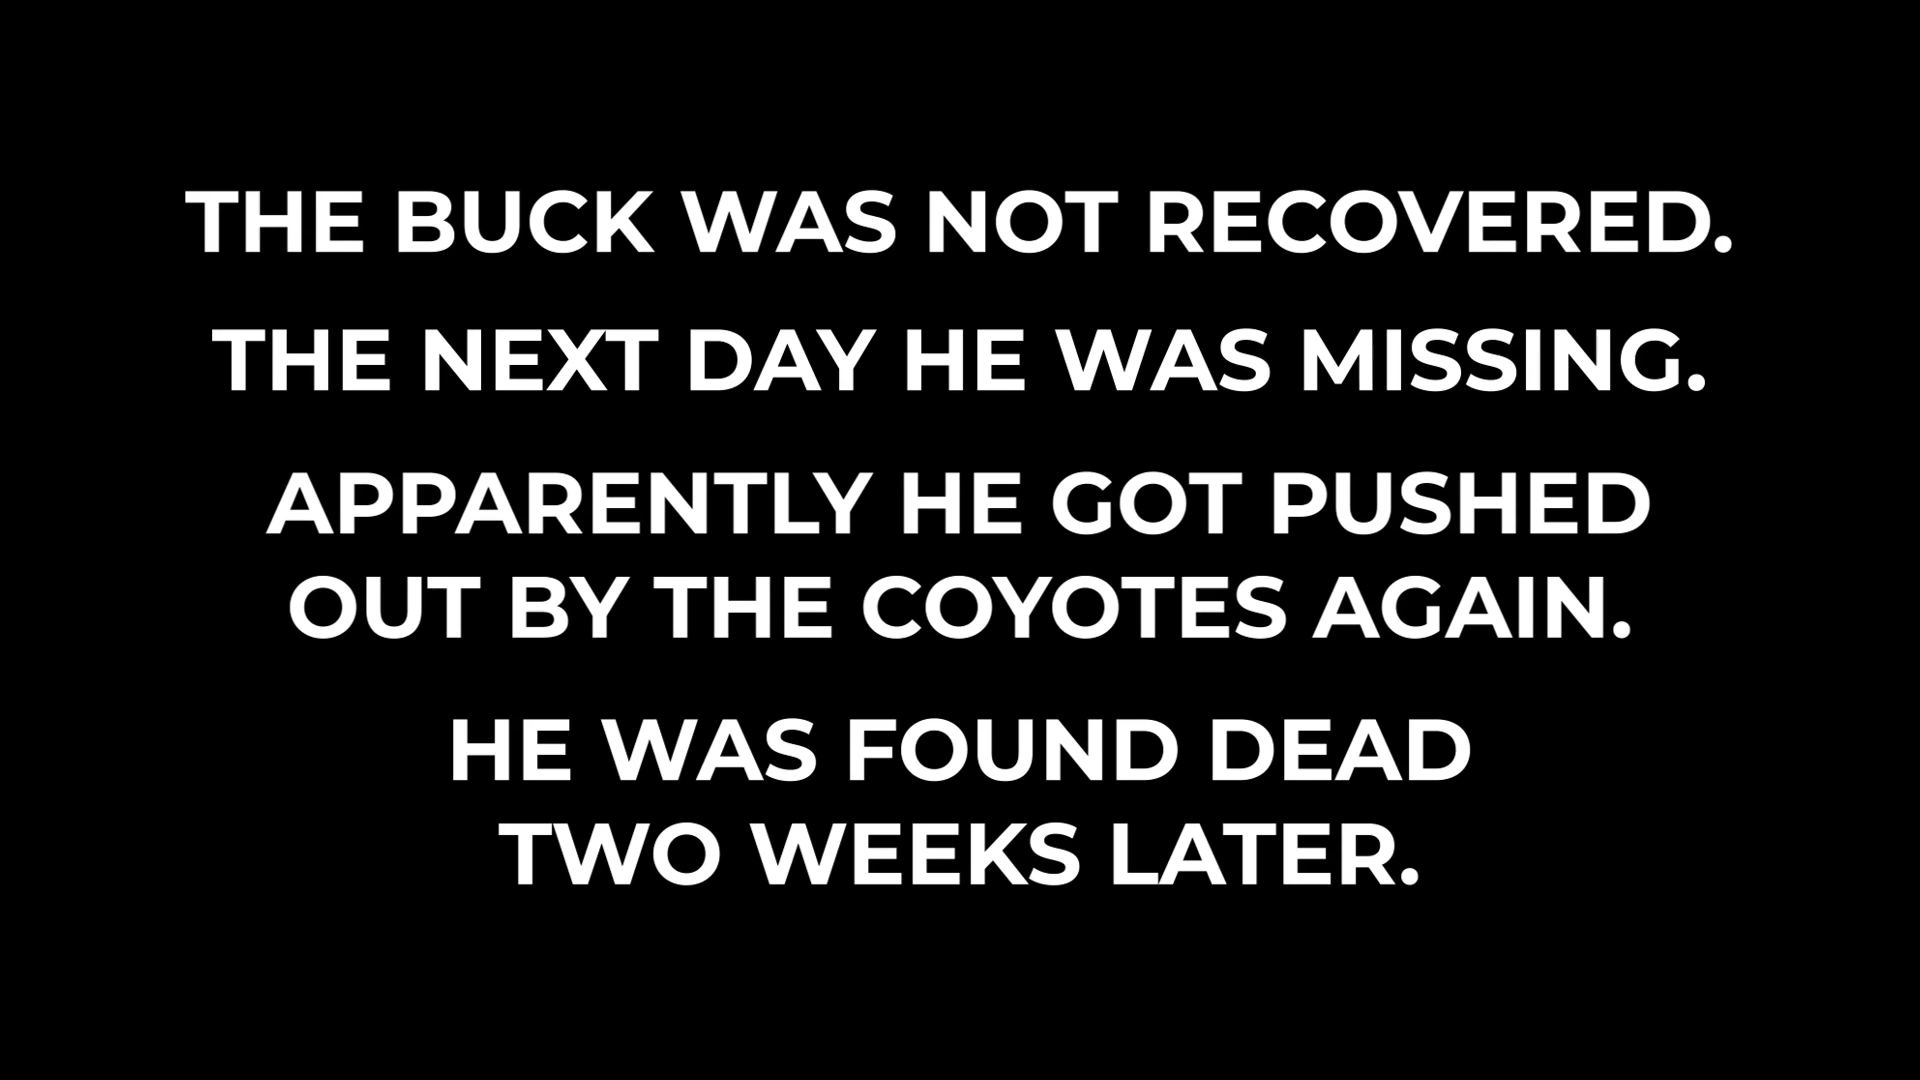 THE BUCK WAS NOT RECOVERED.
THE NEXT DAY HE WAS MISSING.
APPARENTLY HE GOT PUSHED
OUT BY THE COYOTES AGAIN.
HE WAS FOUND DEAD
TWO WEEKS LATER.